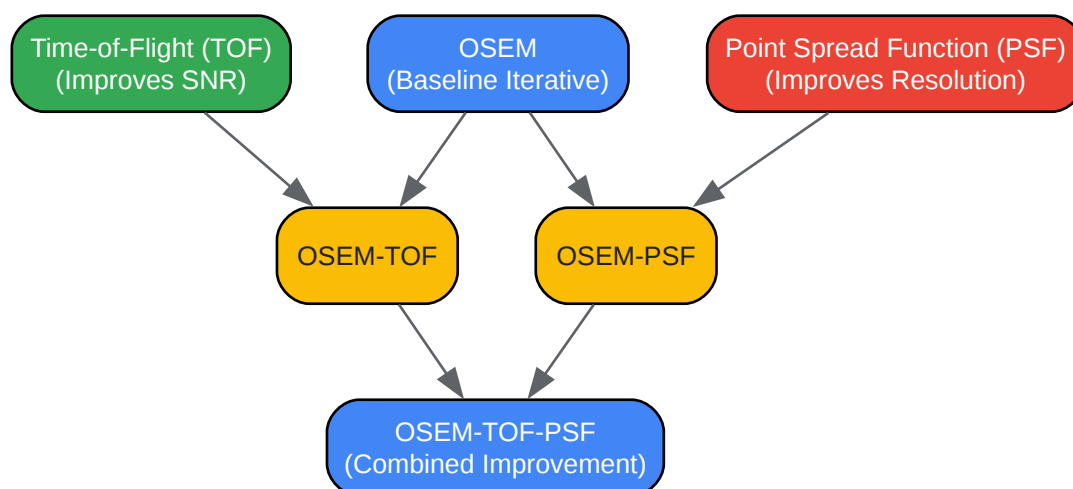 Time-of-Flight (TOF)
(Improves SNR)
OSEM
(Baseline Iterative)
Point Spread Function (PSF)
(Improves Resolution)
OSEM-TOF
OSEM-PSF
OSEM-TOF-PSF
(Combined Improvement)